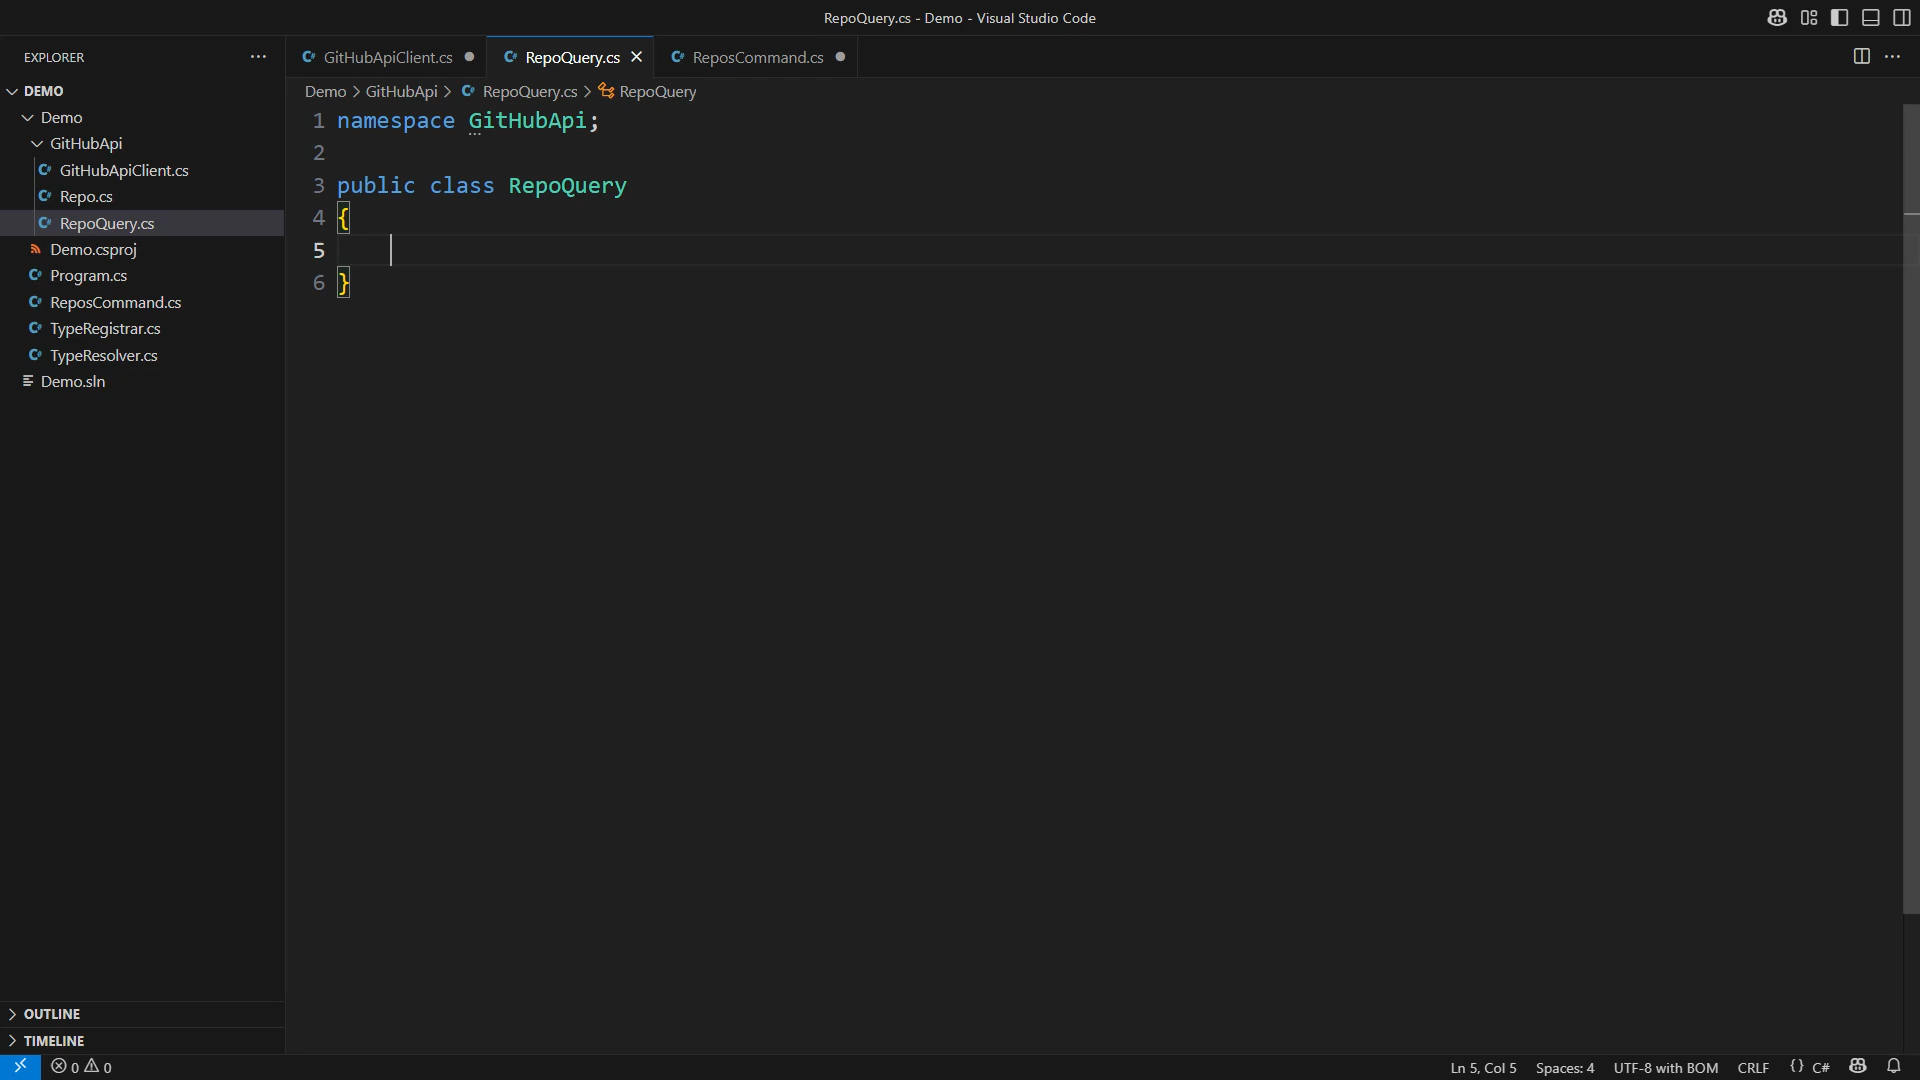 RepoQuery.cs - Demo - Visual Studio Code
EXPLORER
DEMO
Demo
GitHubApi
GitHubApiClient.cs
Repo.cs
RepoQuery.cs
Demo.csproj
Program.cs
ReposCommand.cs
TypeRegistrar.cs
TypeResolver.cs
Demo.sln
OUTLINE
TIMELINE
GitHubApiClient.cs
RepoQuery.cs
ReposCommand.cs
Demo > GitHubApi > RepoQuery.cs > RepoQuery
1 namespace GitHubApi;
2
3 public class RepoQuery
4 {
5
6 }
0 0
Ln 5, Col 5 Spaces: 4 UTF-8 with BOM CRLF {} C#